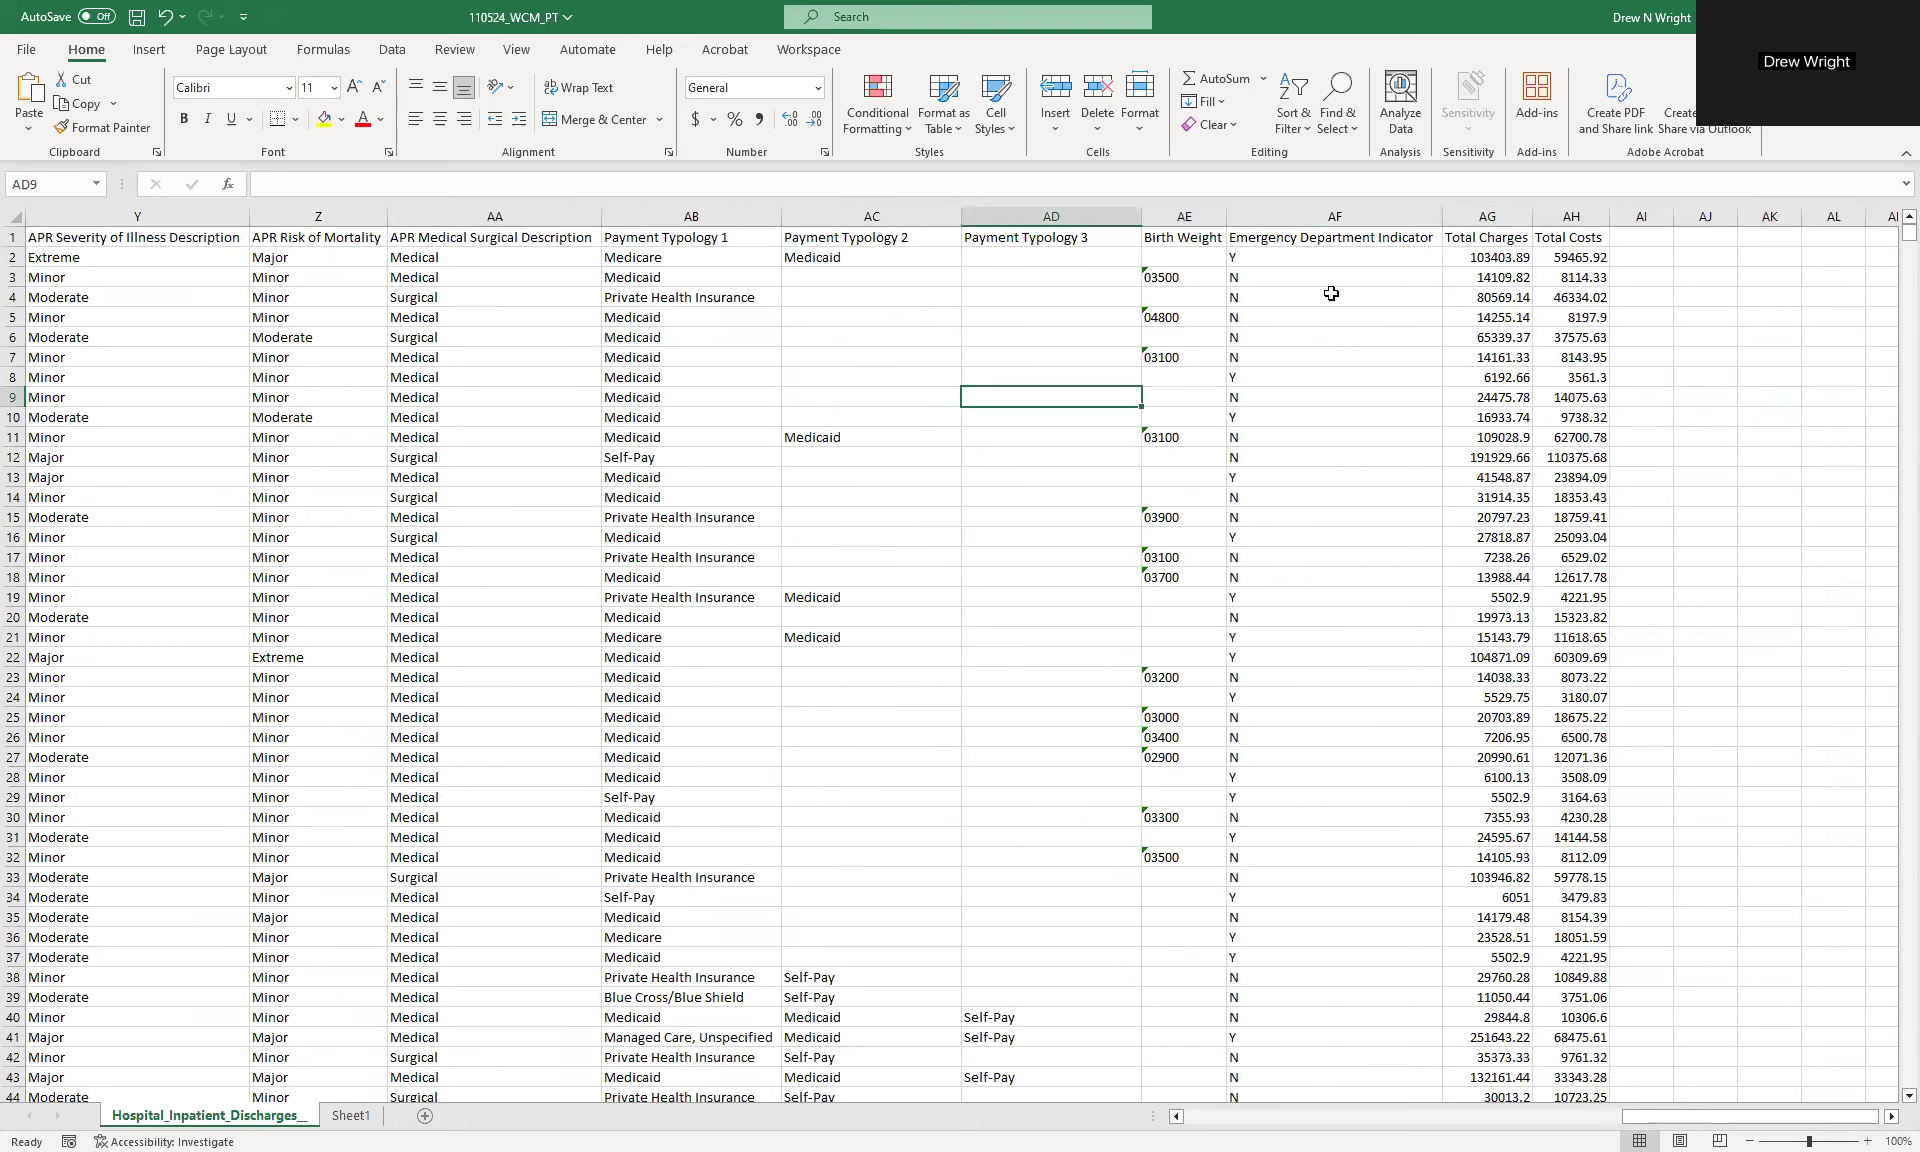 AutoSave Off 110524_WCM_PT Search Drew N Wright
Drew Wright
File Home Insert Page Layout Formulas Data Review View Automate Help Acrobat Workspace
Paste Cut Copy Format Painter Clipboard
Calibri 11 B I U Font
Wrap Text Merge & Center Alignment
General $ % Number
Conditional Formatting Format as Table Cell Styles Styles
Insert Delete Format Cells
AutoSum Fill Clear Sort & Filter Find & Select Editing
Analyze Data Analysis
Sensitivity Sensitivity
Add-ins Add-ins
Create PDF and Share link Share via Outlook Adobe Acrobat
AD9 fx
Y Z AA AB AC AD AE AF AG AH AI AJ AK AL
1 APR Severity of Illness Description APR Risk of Mortality APR Medical Surgical Description Payment Typology 1 Payment Typology 2 Payment Typology 3 Birth Weight Emergency Department Indicator Total Charges Total Costs
2 Extreme Major Medical Medicare Medicaid Y 103403.89 59465.92
3 Minor Minor Medical Medicaid 03500 N 14109.82 8114.33
4 Moderate Minor Surgical Private Health Insurance N 80569.14 46334.02
5 Minor Minor Medical Medicaid 04800 N 14255.14 8197.9
6 Moderate Moderate Surgical Medicaid N 65339.37 37575.63
7 Minor Minor Medical Medicaid 03100 N 14161.33 8143.95
8 Minor Minor Medical Medicaid Y 6192.66 3561.3
9 Minor Minor Medical Medicaid N 24475.78 14075.63
10 Moderate Moderate Medical Medicaid Y 16933.74 9738.32
11 Minor Minor Medical Medicaid Medicaid 03100 N 109028.9 62700.78
12 Major Minor Surgical Self-Pay N 191929.66 110375.68
13 Major Minor Medical Medicaid Y 41548.87 23894.09
14 Minor Minor Surgical Medicaid N 31914.35 18353.43
15 Moderate Minor Medical Private Health Insurance 03900 N 20797.23 18759.41
16 Minor Minor Surgical Medicaid Y 27818.87 25093.04
17 Minor Minor Medical Private Health Insurance 03100 N 7238.26 6529.02
18 Minor Minor Medical Medicaid 03700 N 13988.44 12617.78
19 Minor Minor Medical Private Health Insurance Medicaid Y 5502.9 4221.95
20 Moderate Minor Medical Medicaid N 19973.13 15323.82
21 Minor Minor Medical Medicare Medicaid Y 15143.79 11618.65
22 Major Extreme Medical Medicaid Y 104871.09 60309.69
23 Minor Minor Medical Medicaid 03200 N 14038.33 8073.22
24 Minor Minor Medical Medicaid Y 5529.75 3180.07
25 Minor Minor Medical Medicaid 03000 N 20703.89 18675.22
26 Minor Minor Medical Medicaid 03400 N 7206.95 6500.78
27 Moderate Minor Medical Medicaid 02900 N 20990.61 12071.36
28 Minor Minor Medical Medicaid Y 6100.13 3508.09
29 Minor Minor Medical Self-Pay Y 5502.9 3164.63
30 Minor Minor Medical Medicaid 03300 N 7355.93 4230.28
31 Moderate Minor Medical Medicaid Y 24595.67 14144.58
32 Minor Minor Medical Medicaid 03500 N 14105.93 8112.09
33 Moderate Major Surgical Private Health Insurance N 103946.82 59778.15
34 Moderate Minor Medical Self-Pay Y 6051 3479.83
35 Moderate Major Medical Medicaid N 14179.48 8154.39
36 Moderate Minor Medical Medicare Y 23528.51 18051.59
37 Moderate Minor Medical Medicaid Y 5502.9 4221.95
38 Minor Minor Medical Private Health Insurance Self-Pay N 29760.28 10849.88
39 Moderate Minor Medical Blue Cross/Blue Shield Self-Pay N 11050.44 3751.06
40 Minor Minor Medical Medicaid Medicaid Self-Pay N 29844.8 10306.6
41 Major Major Medical Managed Care, Unspecified Medicaid Self-Pay Y 251643.22 68475.61
42 Minor Minor Surgical Private Health Insurance Self-Pay N 35373.33 9761.32
43 Major Major Medical Medicaid Medicaid Self-Pay N 132161.44 33343.28
44 Moderate Minor Surgical Private Health Insurance Self-Pay N 30013.2 10723.25
Hospital_Inpatient_Discharges__ Sheet1
Ready Accessibility: Investigate 100%